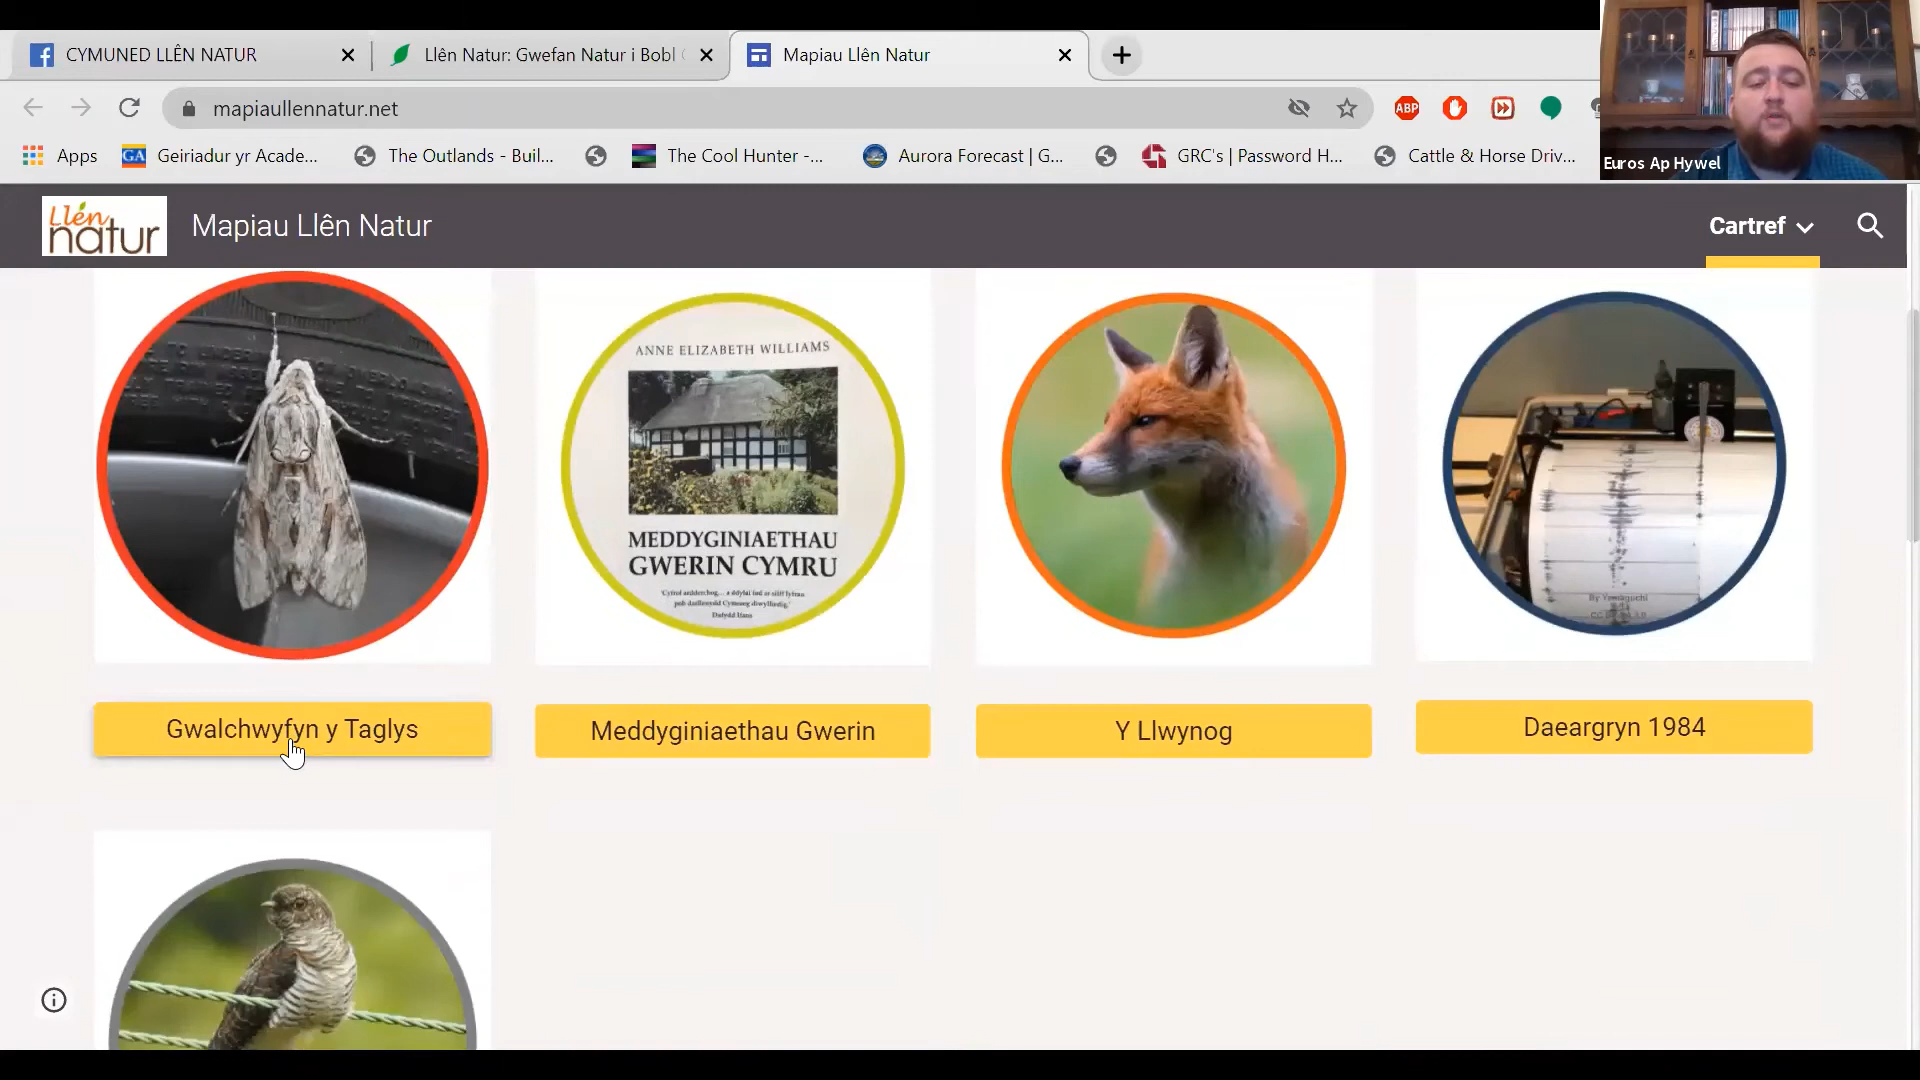 CYMUNED LLÊN NATUR
Llên Natur: Gwefan Natur i Bobl
Mapiau Llên Natur
mapiaullennatur.net
ABP
Apps
GA Geiriadur yr Acade...
The Outlands - Buil...
The Cool Hunter -...
Aurora Forecast | G...
GRC's | Password H...
Cattle & Horse Driv...
Euros Ap Hywel
Llên natur
Mapiau Llên Natur
Cartref
ANNE ELIZABETH WILLIAMS
MEDDYGINIAETHAU
GWERIN CYMRU
Gwalchwyfyn y Taglys
Meddyginiaethau Gwerin
Y Llwynog
Daeargryn 1984